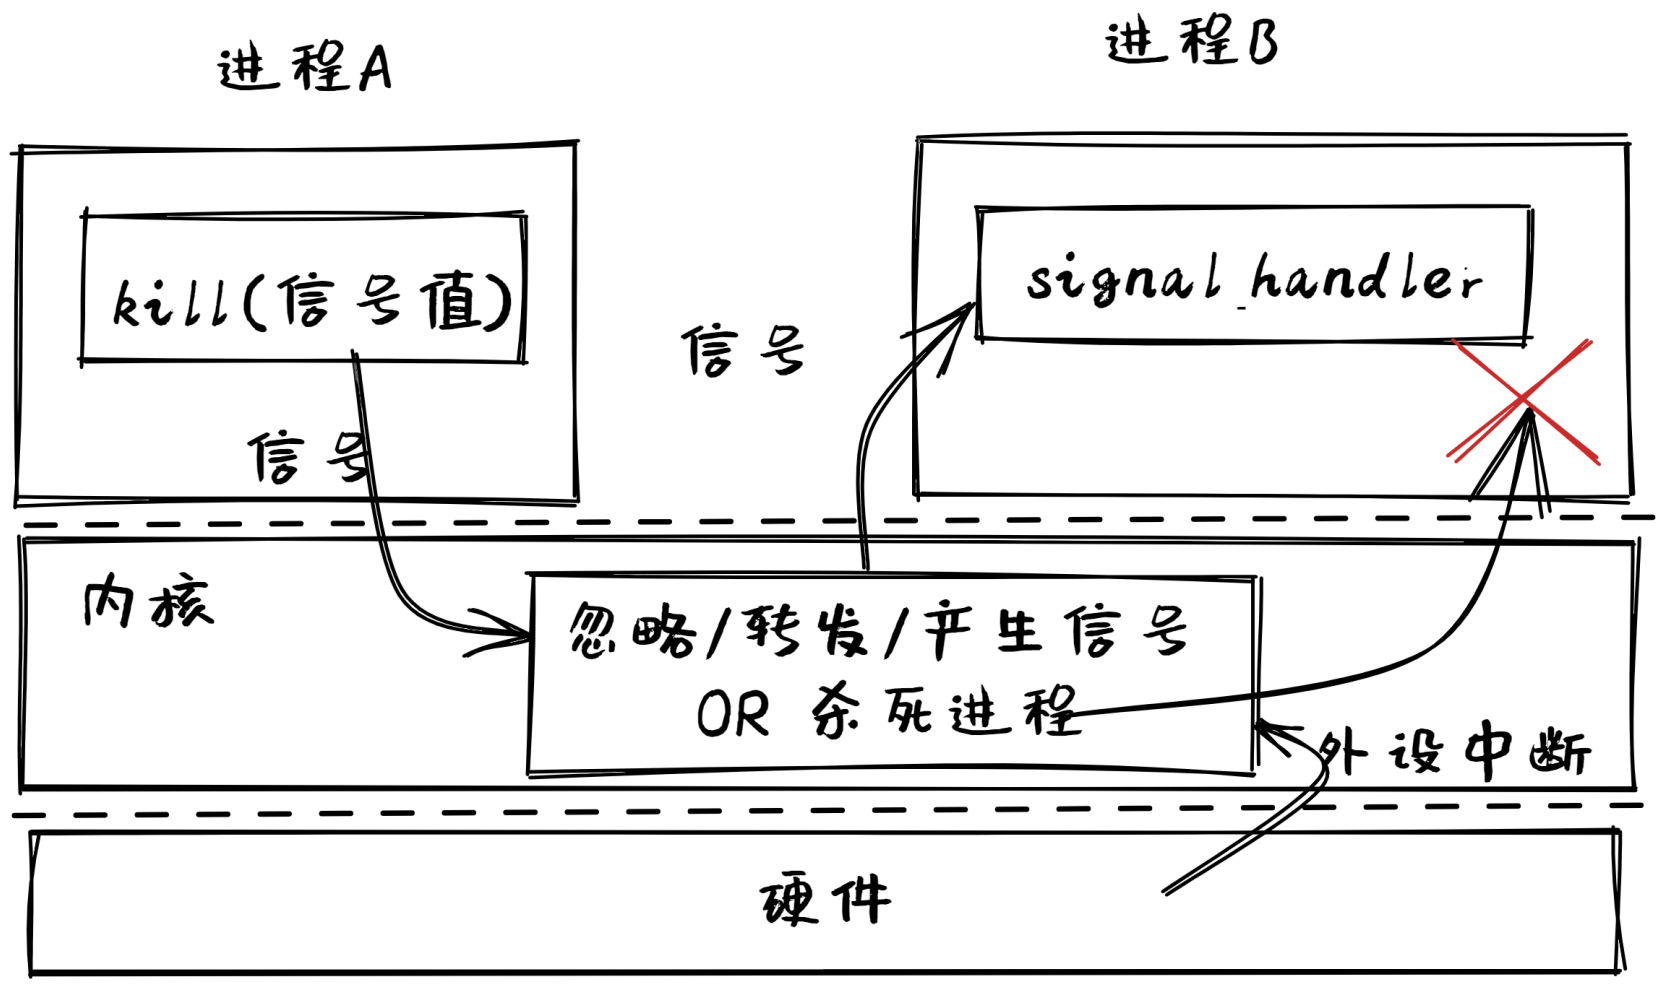 进程A
进程B
kill(信号值)
signal_handler
信号
信号
内核
忽略/转发/产生信号
OR 杀死进程
外设中断
硬件